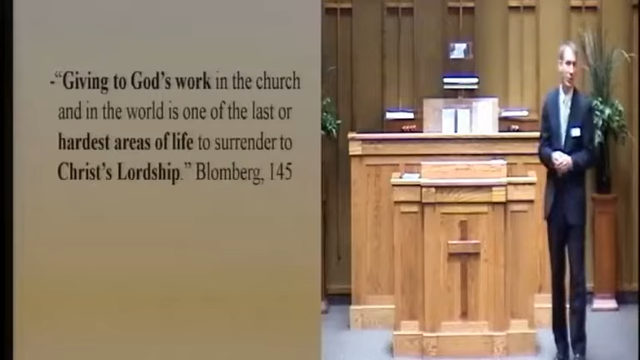 -“Giving to God’s work in the church
and in the world is one of the last or
hardest areas of life to surrender to
Christ’s Lordship.” Blomberg, 145